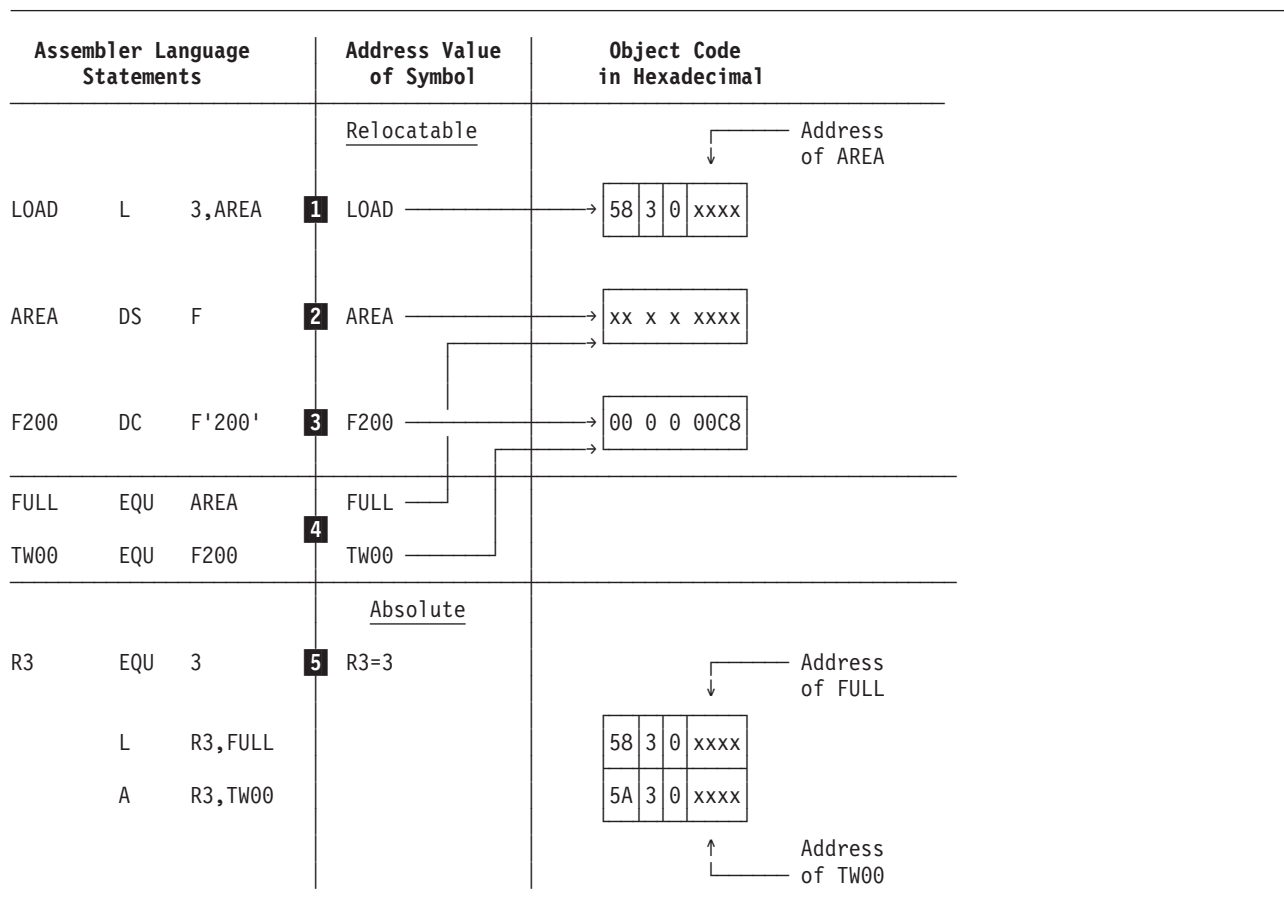 Assembler Language Address Value Object Code
Statements of Symbol in Hexadecimal
Relocatable Address
of AREA
LOAD L 3,AREA 1 LOAD 58 3 0 xxxx
AREA DS F 2 AREA xx x x xxxx
F200 DC F'200' 3 F200 00 0 0 00C8
FULL EQU AREA FULL
4
TW00 EQU F200 TW00
Absolute
R3 EQU 3 5 R3=3 Address
of FULL
L R3,FULL 58 3 0 xxxx
A R3,TW00 5A 3 0 xxxx
Address
of TW00